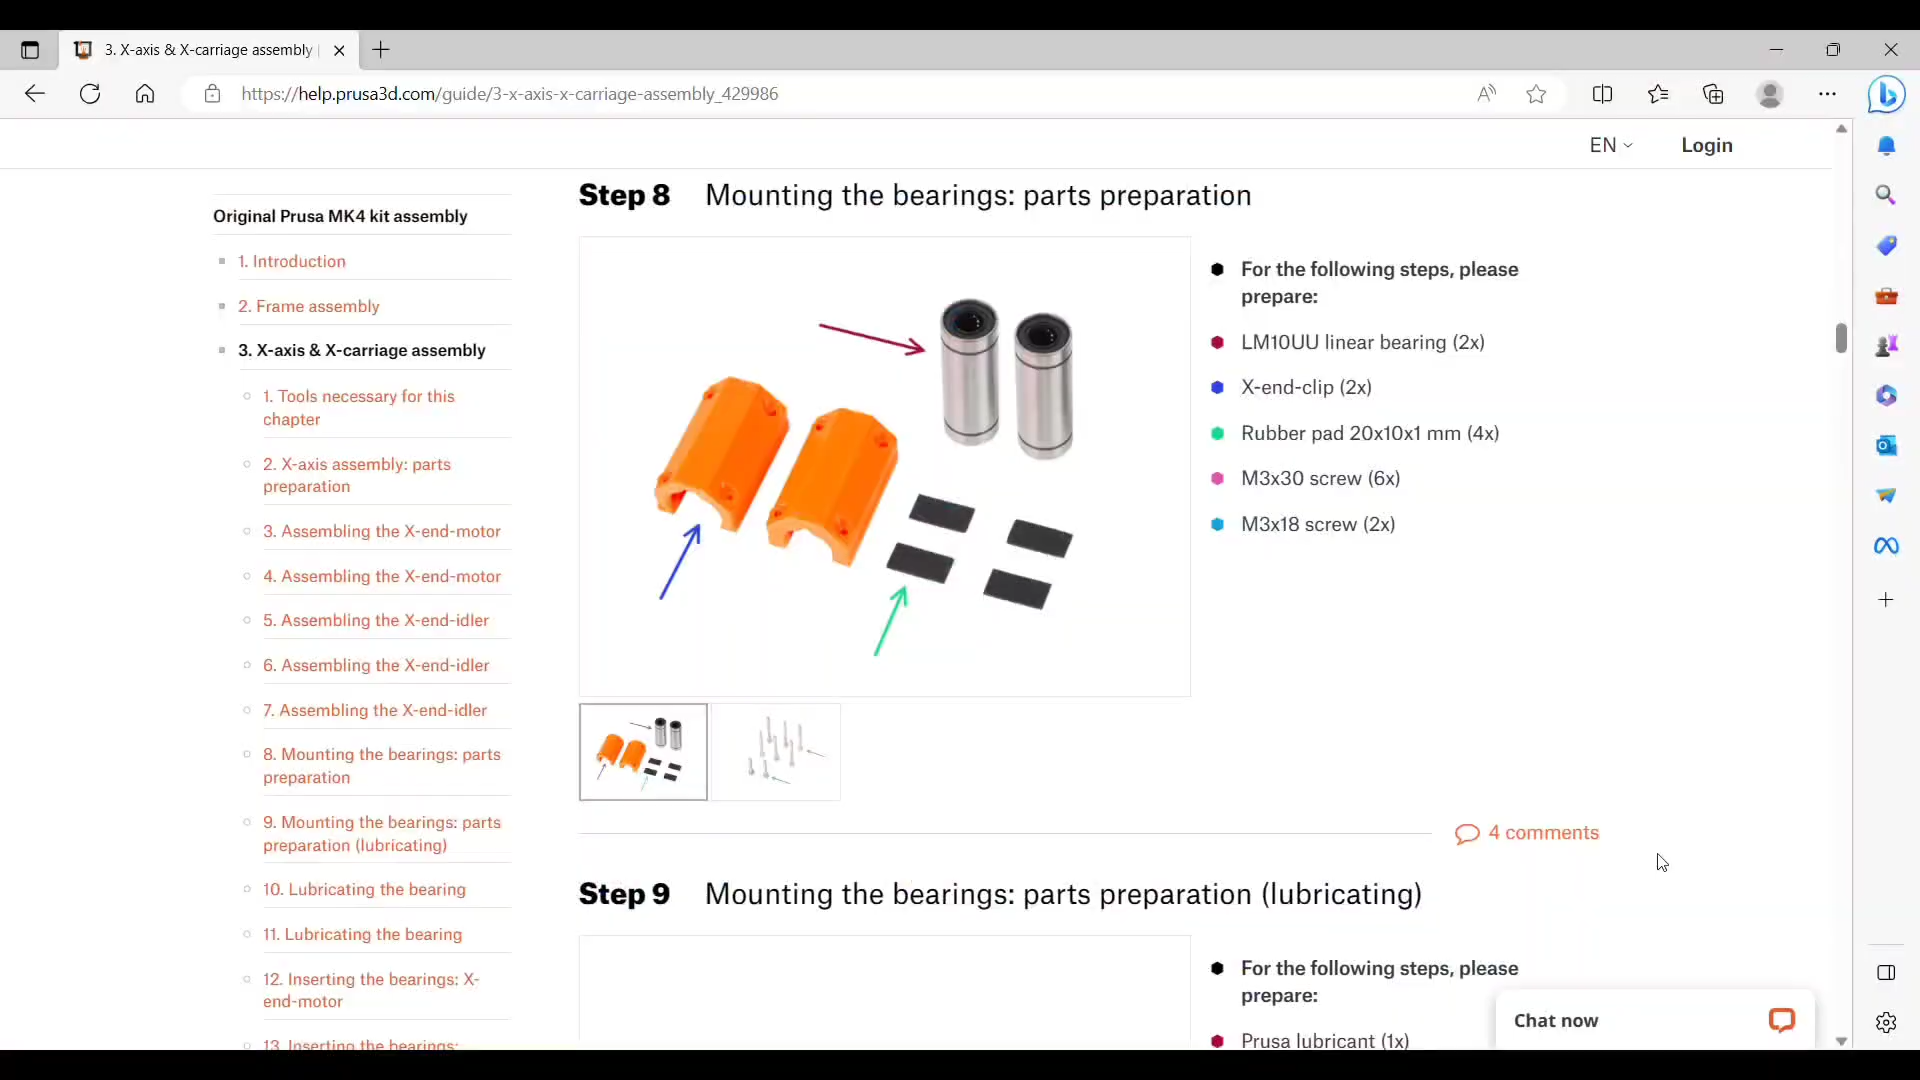 3. X-axis & X-carriage assembly
https://help.prusa3d.com/guide/3-x-axis-x-carriage-assembly_429986
EN
Login
Original Prusa MK4 kit assembly
1. Introduction
2. Frame assembly
3. X-axis & X-carriage assembly
1. Tools necessary for this
chapter
2. X-axis assembly: parts
preparation
3. Assembling the X-end-motor
4. Assembling the X-end-motor
5. Assembling the X-end-idler
6. Assembling the X-end-idler
7. Assembling the X-end-idler
8. Mounting the bearings: parts
preparation
9. Mounting the bearings: parts
preparation (lubricating)
10. Lubricating the bearing
11. Lubricating the bearing
12. Inserting the bearings: X-
end-motor
13. Inserting the bearings:
Step 8 Mounting the bearings: parts preparation
For the following steps, please
prepare:
LM10UU linear bearing (2x)
X-end-clip (2x)
Rubber pad 20x10x1 mm (4x)
M3x30 screw (6x)
M3x18 screw (2x)
4 comments
Step 9 Mounting the bearings: parts preparation (lubricating)
For the following steps, please
prepare:
Prusa lubricant (1x)
Chat now